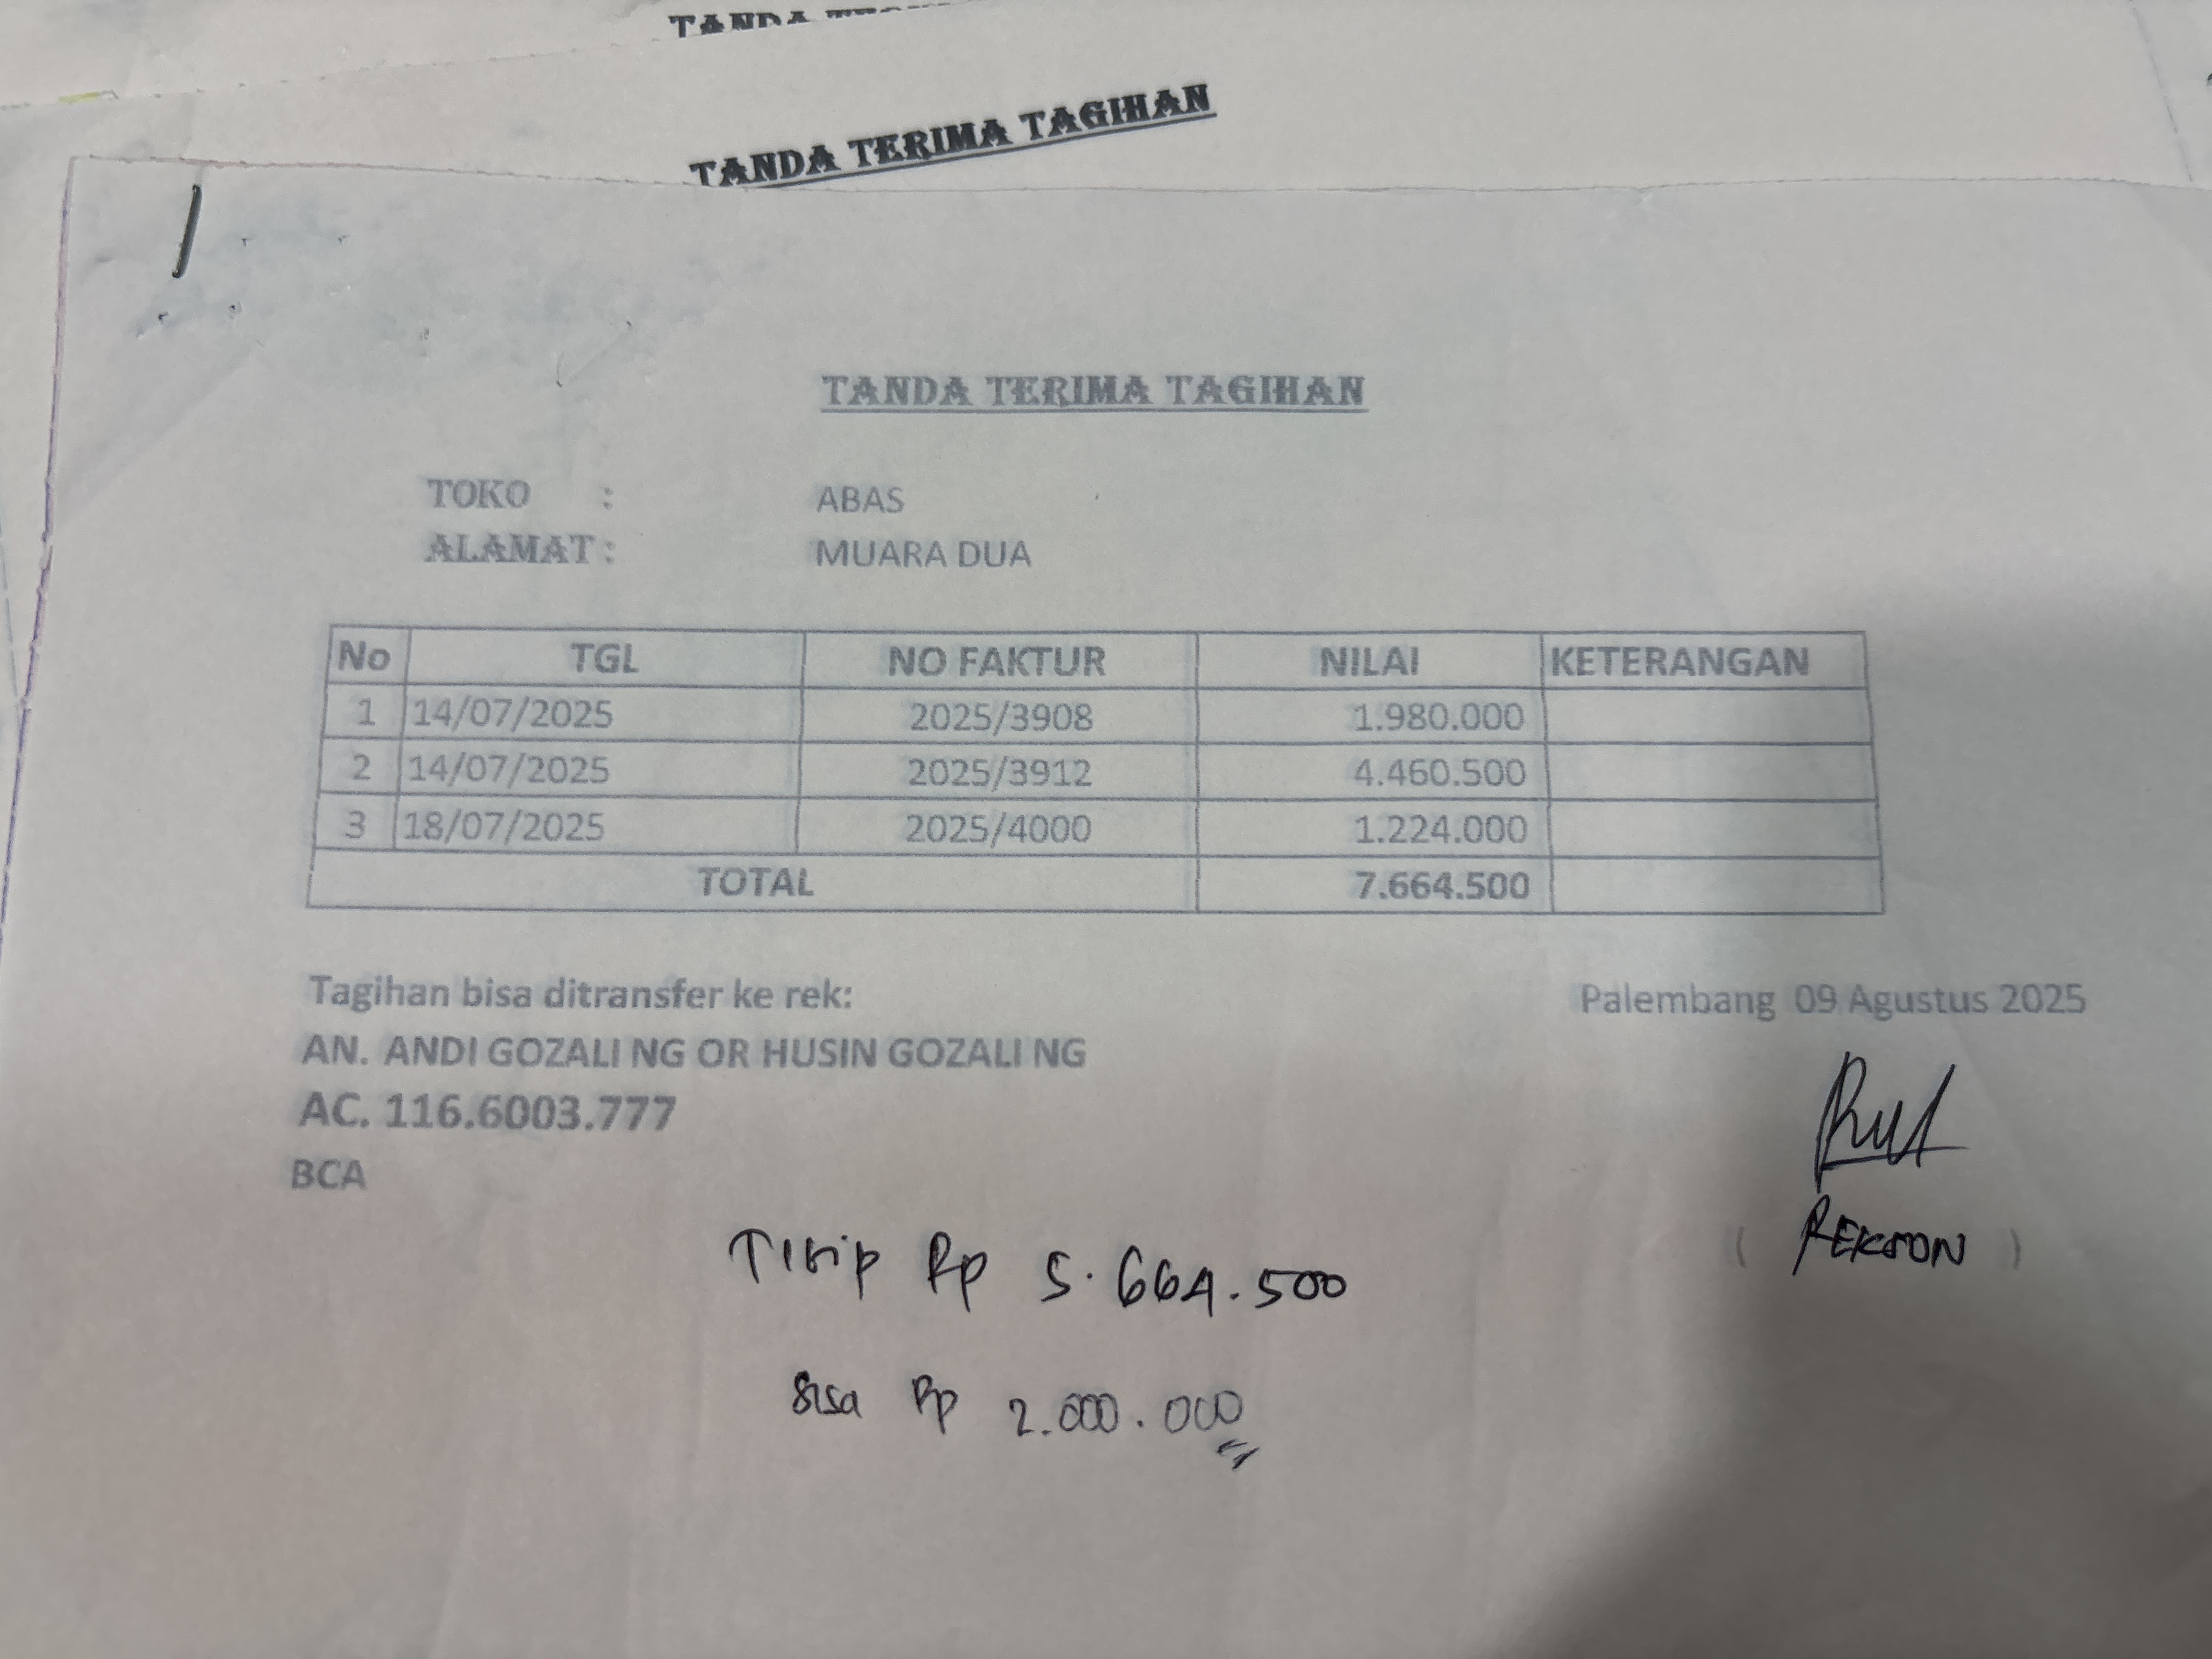 TANDA
TANDA TERIMA TAGIHAN
TANDA TERIMA TAGIHAN
TOKO : ABAS
ALAMAT : MUARA DUA
No TGL NO FAKTUR NILAI KETERANGAN
1 14/07/2025 2025/3908 1.980.000
2 14/07/2025 2025/3912 4.460.500
3 18/07/2025 2025/4000 1.224.000
TOTAL 7.664.500
Tagihan bisa ditransfer ke rek:
Palembang 09 Agustus 2025
AN. ANDI GOZALI NG OR HUSIN GOZALI NG
AC. 116.6003.777
BCA
( REKSON )
Titip Rp 5.664.500
Sisa Rp 2.000.000